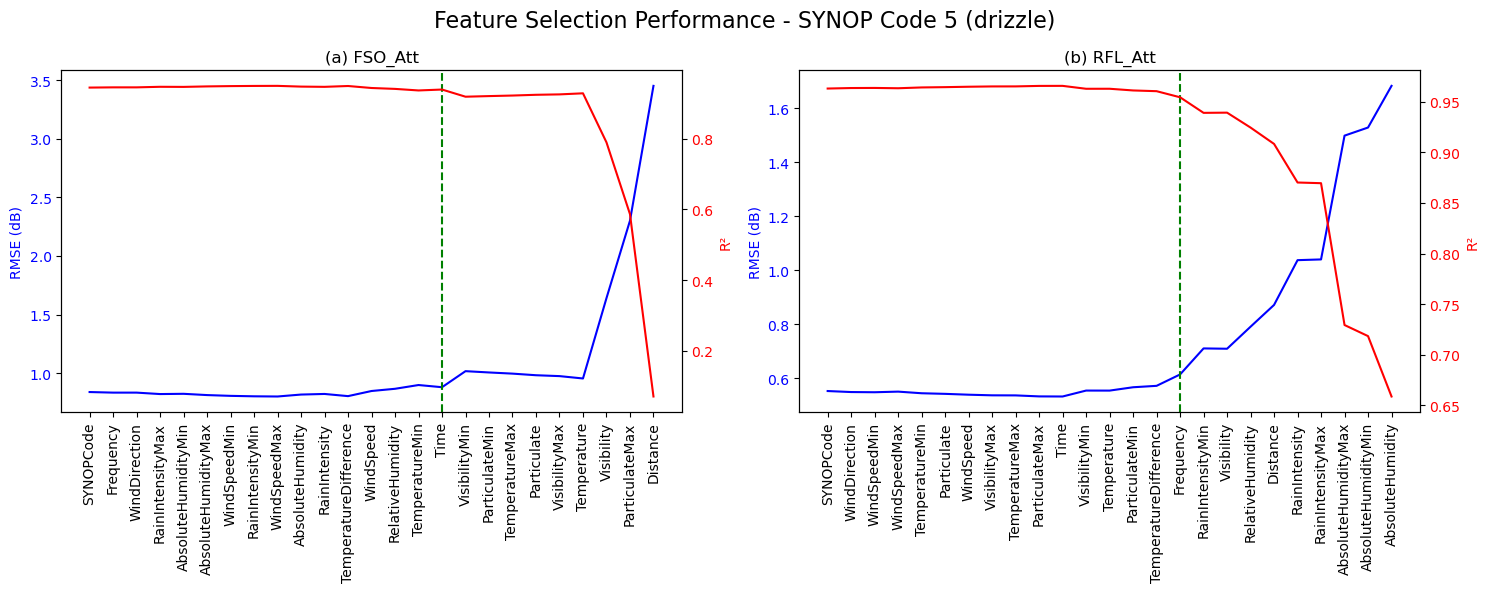 Feature Selection Performance - SYNOP Code 5 (drizzle)
(a) FSO_Att
3.5
3.0
2.5
2.0
1.5
1.0
RMSE (dB)
0.8
0.6
0.4
0.2
R²
SYNOPCode
Frequency
WindDirection
RainIntensityMax
AbsoluteHumidityMin
AbsoluteHumidityMax
WindSpeedMin
RainIntensityMin
WindSpeedMax
AbsoluteHumidity
RainIntensity
TemperatureDifference
WindSpeed
RelativeHumidity
TemperatureMin
Time
VisibilityMin
ParticulateMin
TemperatureMax
Particulate
VisibilityMax
Temperature
Visibility
ParticulateMax
Distance
(b) RFL_Att
1.6
1.4
1.2
1.0
0.8
0.6
RMSE (dB)
0.95
0.90
0.85
0.80
0.75
0.70
0.65
R²
SYNOPCode
WindDirection
WindSpeedMin
WindSpeedMax
TemperatureMin
Particulate
WindSpeed
VisibilityMax
TemperatureMax
ParticulateMax
Time
VisibilityMin
Temperature
ParticulateMin
TemperatureDifference
Frequency
RainIntensityMin
Visibility
RelativeHumidity
Distance
RainIntensity
RainIntensityMax
AbsoluteHumidityMax
AbsoluteHumidityMin
AbsoluteHumidity